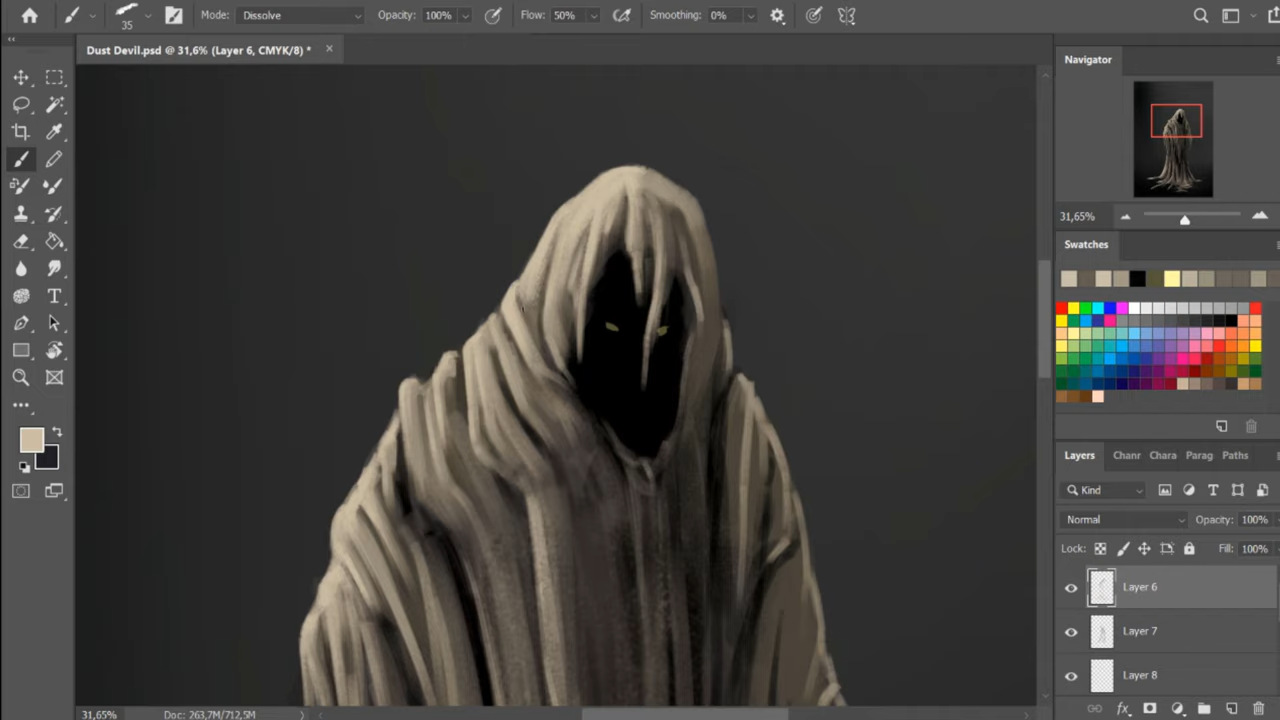 35
Mode: Dissolve
Opacity: 100%
Flow: 50%
Smoothing: 0%
Dust Devil.psd @ 31,6% (Layer 6, CMYK/8) *
Navigator
31,65%
Swatches
Layers Chanr Chara Parag Paths
Kind
Normal
Opacity: 100%
Lock:
Fill: 100%
Layer 6
Layer 7
Layer 8
fx
31,65%
Doc: 263,7M/712,5M